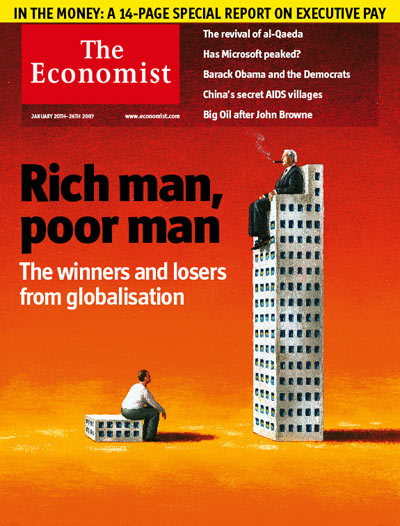 IN THE MONEY: A 14-PAGE SPECIAL REPORT ON EXECUTIVE PAY
The
Economist
JANUARY 20TH–26TH 2007 www.economist.com
The revival of al-Qaeda
Has Microsoft peaked?
Barack Obama and the Democrats
China's secret AIDS villages
Big Oil after John Browne
Rich man,
poor man
The winners and losers
from globalisation